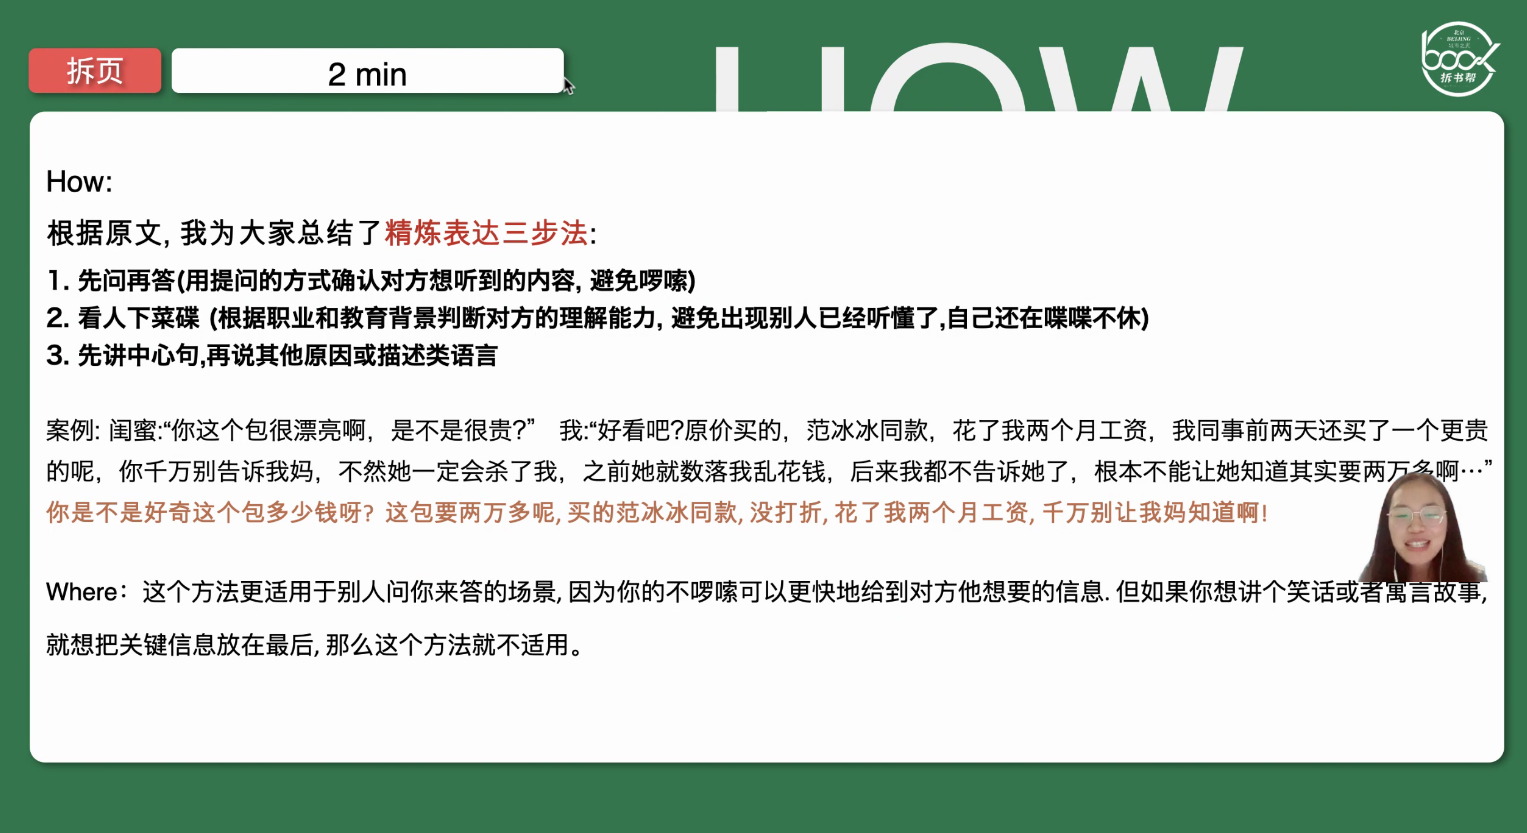 拆页
2 min
HOW
北京
BEIJING
book
拆书帮
How:
根据原文, 我为大家总结了精炼表达三步法:
1. 先问再答(用提问的方式确认对方想听到的内容, 避免啰嗦)
2. 看人下菜碟 (根据职业和教育背景判断对方的理解能力, 避免出现别人已经听懂了,自己还在喋喋不休)
3. 先讲中心句,再说其他原因或描述类语言
案例: 闺蜜:“你这个包很漂亮啊，是不是很贵?” 我:“好看吧?原价买的，范冰冰同款，花了我两个月工资，我同事前两天还买了一个更贵
的呢，你千万别告诉我妈，不然她一定会杀了我，之前她就数落我乱花钱，后来我都不告诉她了，根本不能让她知道其实要两万多啊…”
你是不是好奇这个包多少钱呀? 这包要两万多呢, 买的范冰冰同款, 没打折, 花了我两个月工资, 千万别让我妈知道啊!
Where：这个方法更适用于别人问你来答的场景, 因为你的不啰嗦可以更快地给到对方他想要的信息. 但如果你想讲个笑话或者寓言故事,
就想把关键信息放在最后, 那么这个方法就不适用。